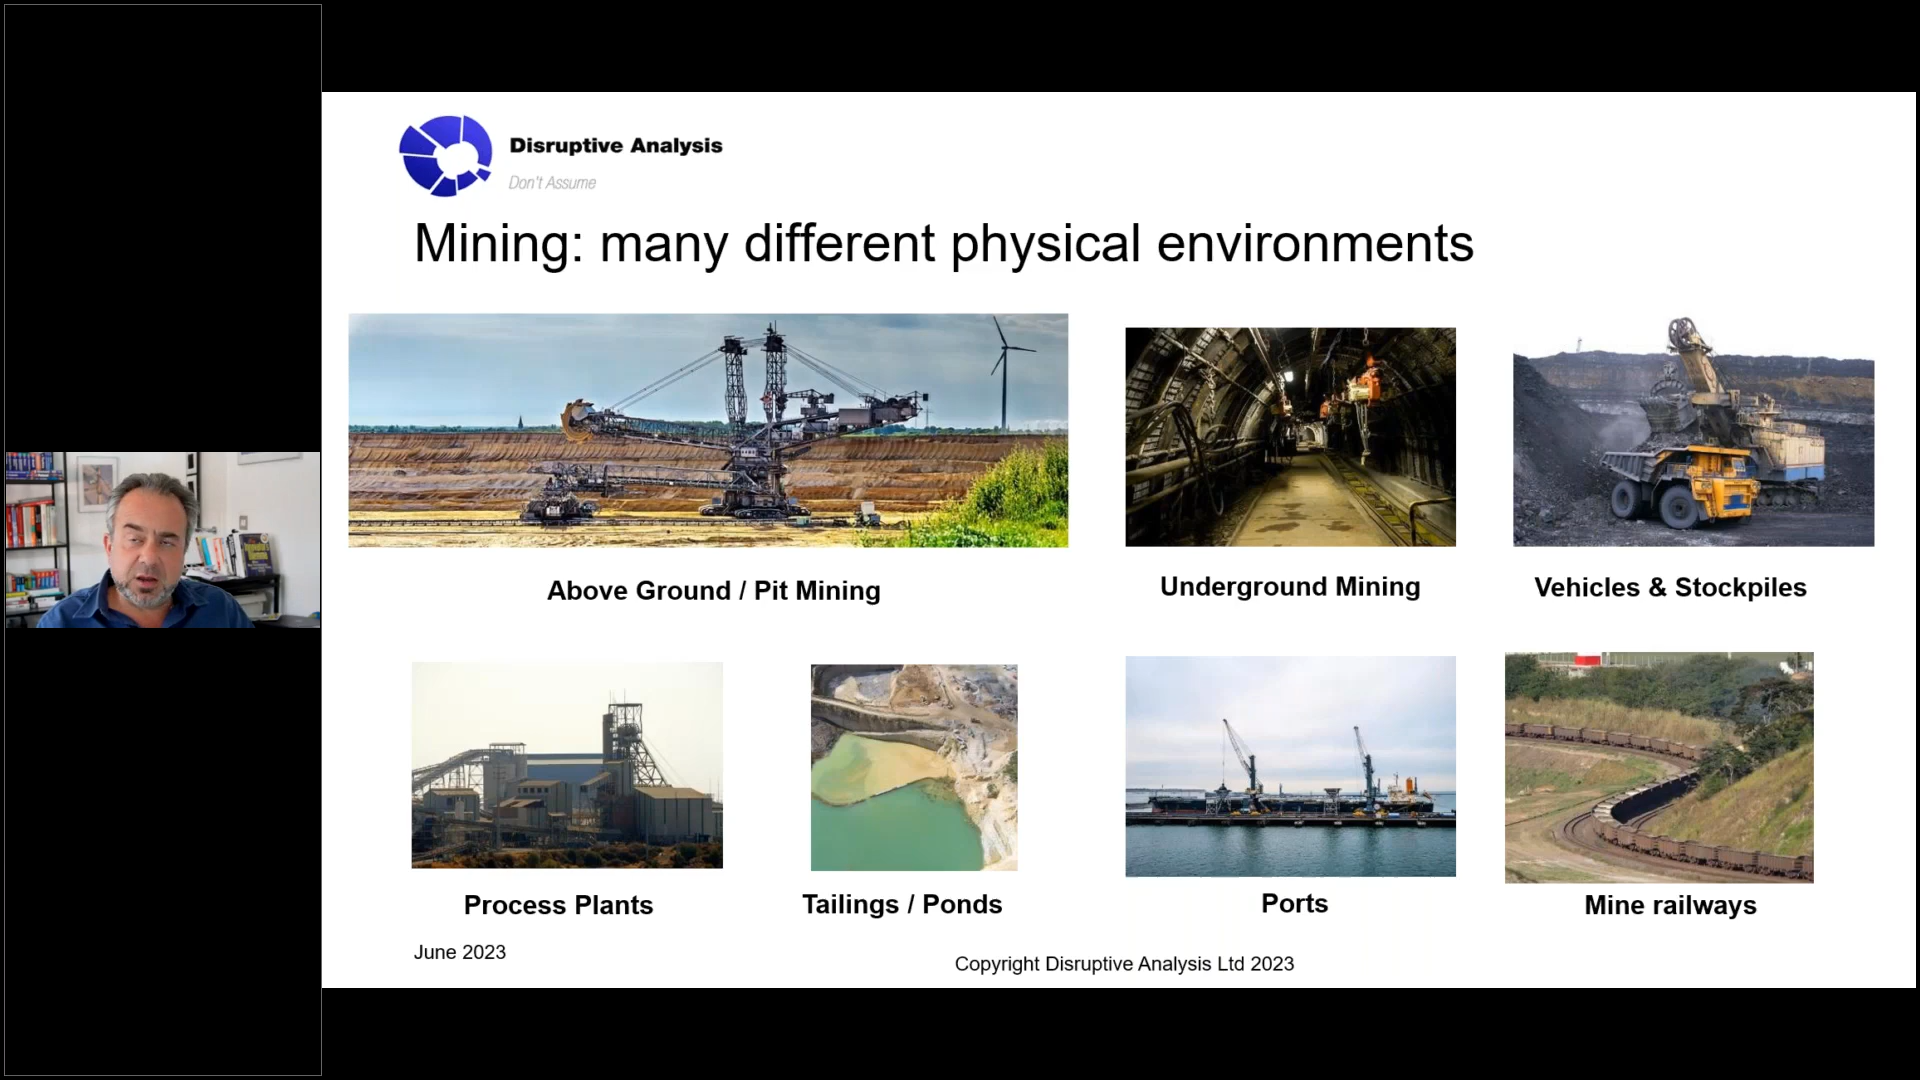 Disruptive Analysis
Don't Assume
Mining: many different physical environments
Above Ground / Pit Mining
Underground Mining
Vehicles & Stockpiles
Process Plants
Tailings / Ponds
Ports
Mine railways
June 2023
Copyright Disruptive Analysis Ltd 2023